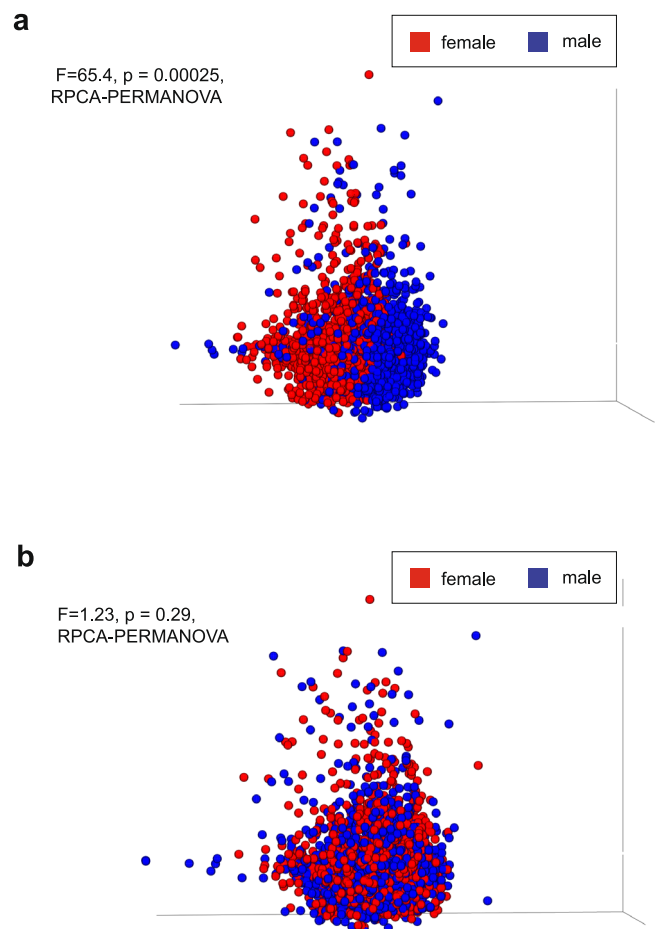 a
female male
F=65.4, p = 0.00025,
RPCA-PERMANOVA
b
female male
F=1.23, p = 0.29,
RPCA-PERMANOVA